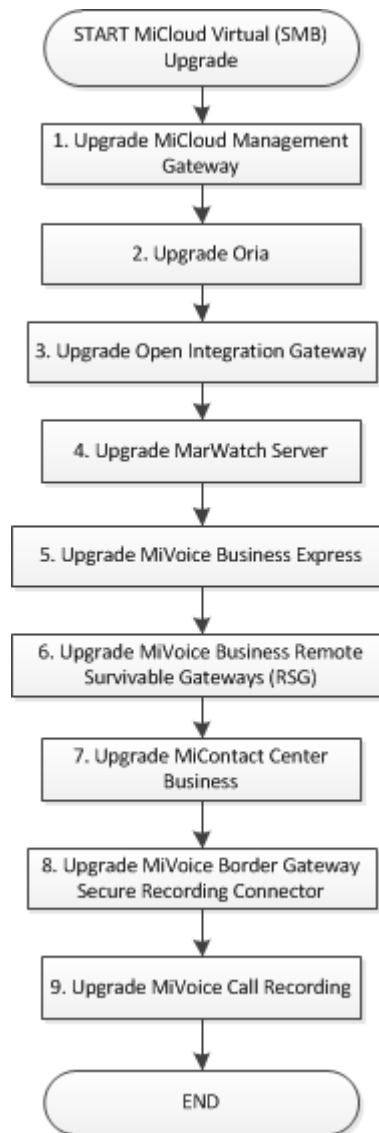 START MiCloud Virtual (SMB)
Upgrade
1. Upgrade MiCloud Management
Gateway
2. Upgrade Oria
3. Upgrade Open Integration Gateway
4. Upgrade MarWatch Server
5. Upgrade MiVoice Business Express
6. Upgrade MiVoice Business Remote
Survivable Gateways (RSG)
7. Upgrade MiContact Center
Business
8. Upgrade MiVoice Border Gateway
Secure Recording Connector
9. Upgrade MiVoice Call Recording
END